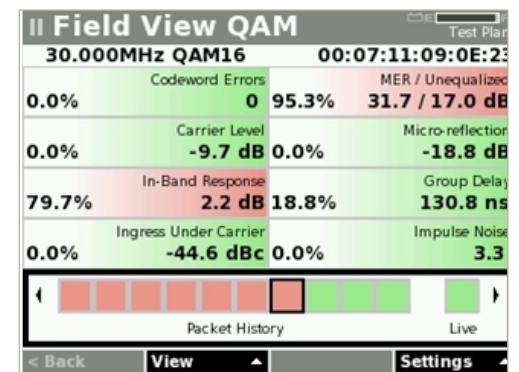 Field View QAM
E F
Test Plan
30.000MHz QAM16 00:07:11:09:0E:23
Codeword Errors MER / Unequalized
0.0% 0 95.3% 31.7 / 17.0 dB
Carrier Level Micro-reflection
0.0% -9.7 dB 0.0% -18.8 dB
In-Band Response Group Delay
79.7% 2.2 dB 18.8% 130.8 ns
Ingress Under Carrier Impulse Noise
0.0% -44.6 dBc 0.0% 3.3
Packet History Live
< Back View Settings